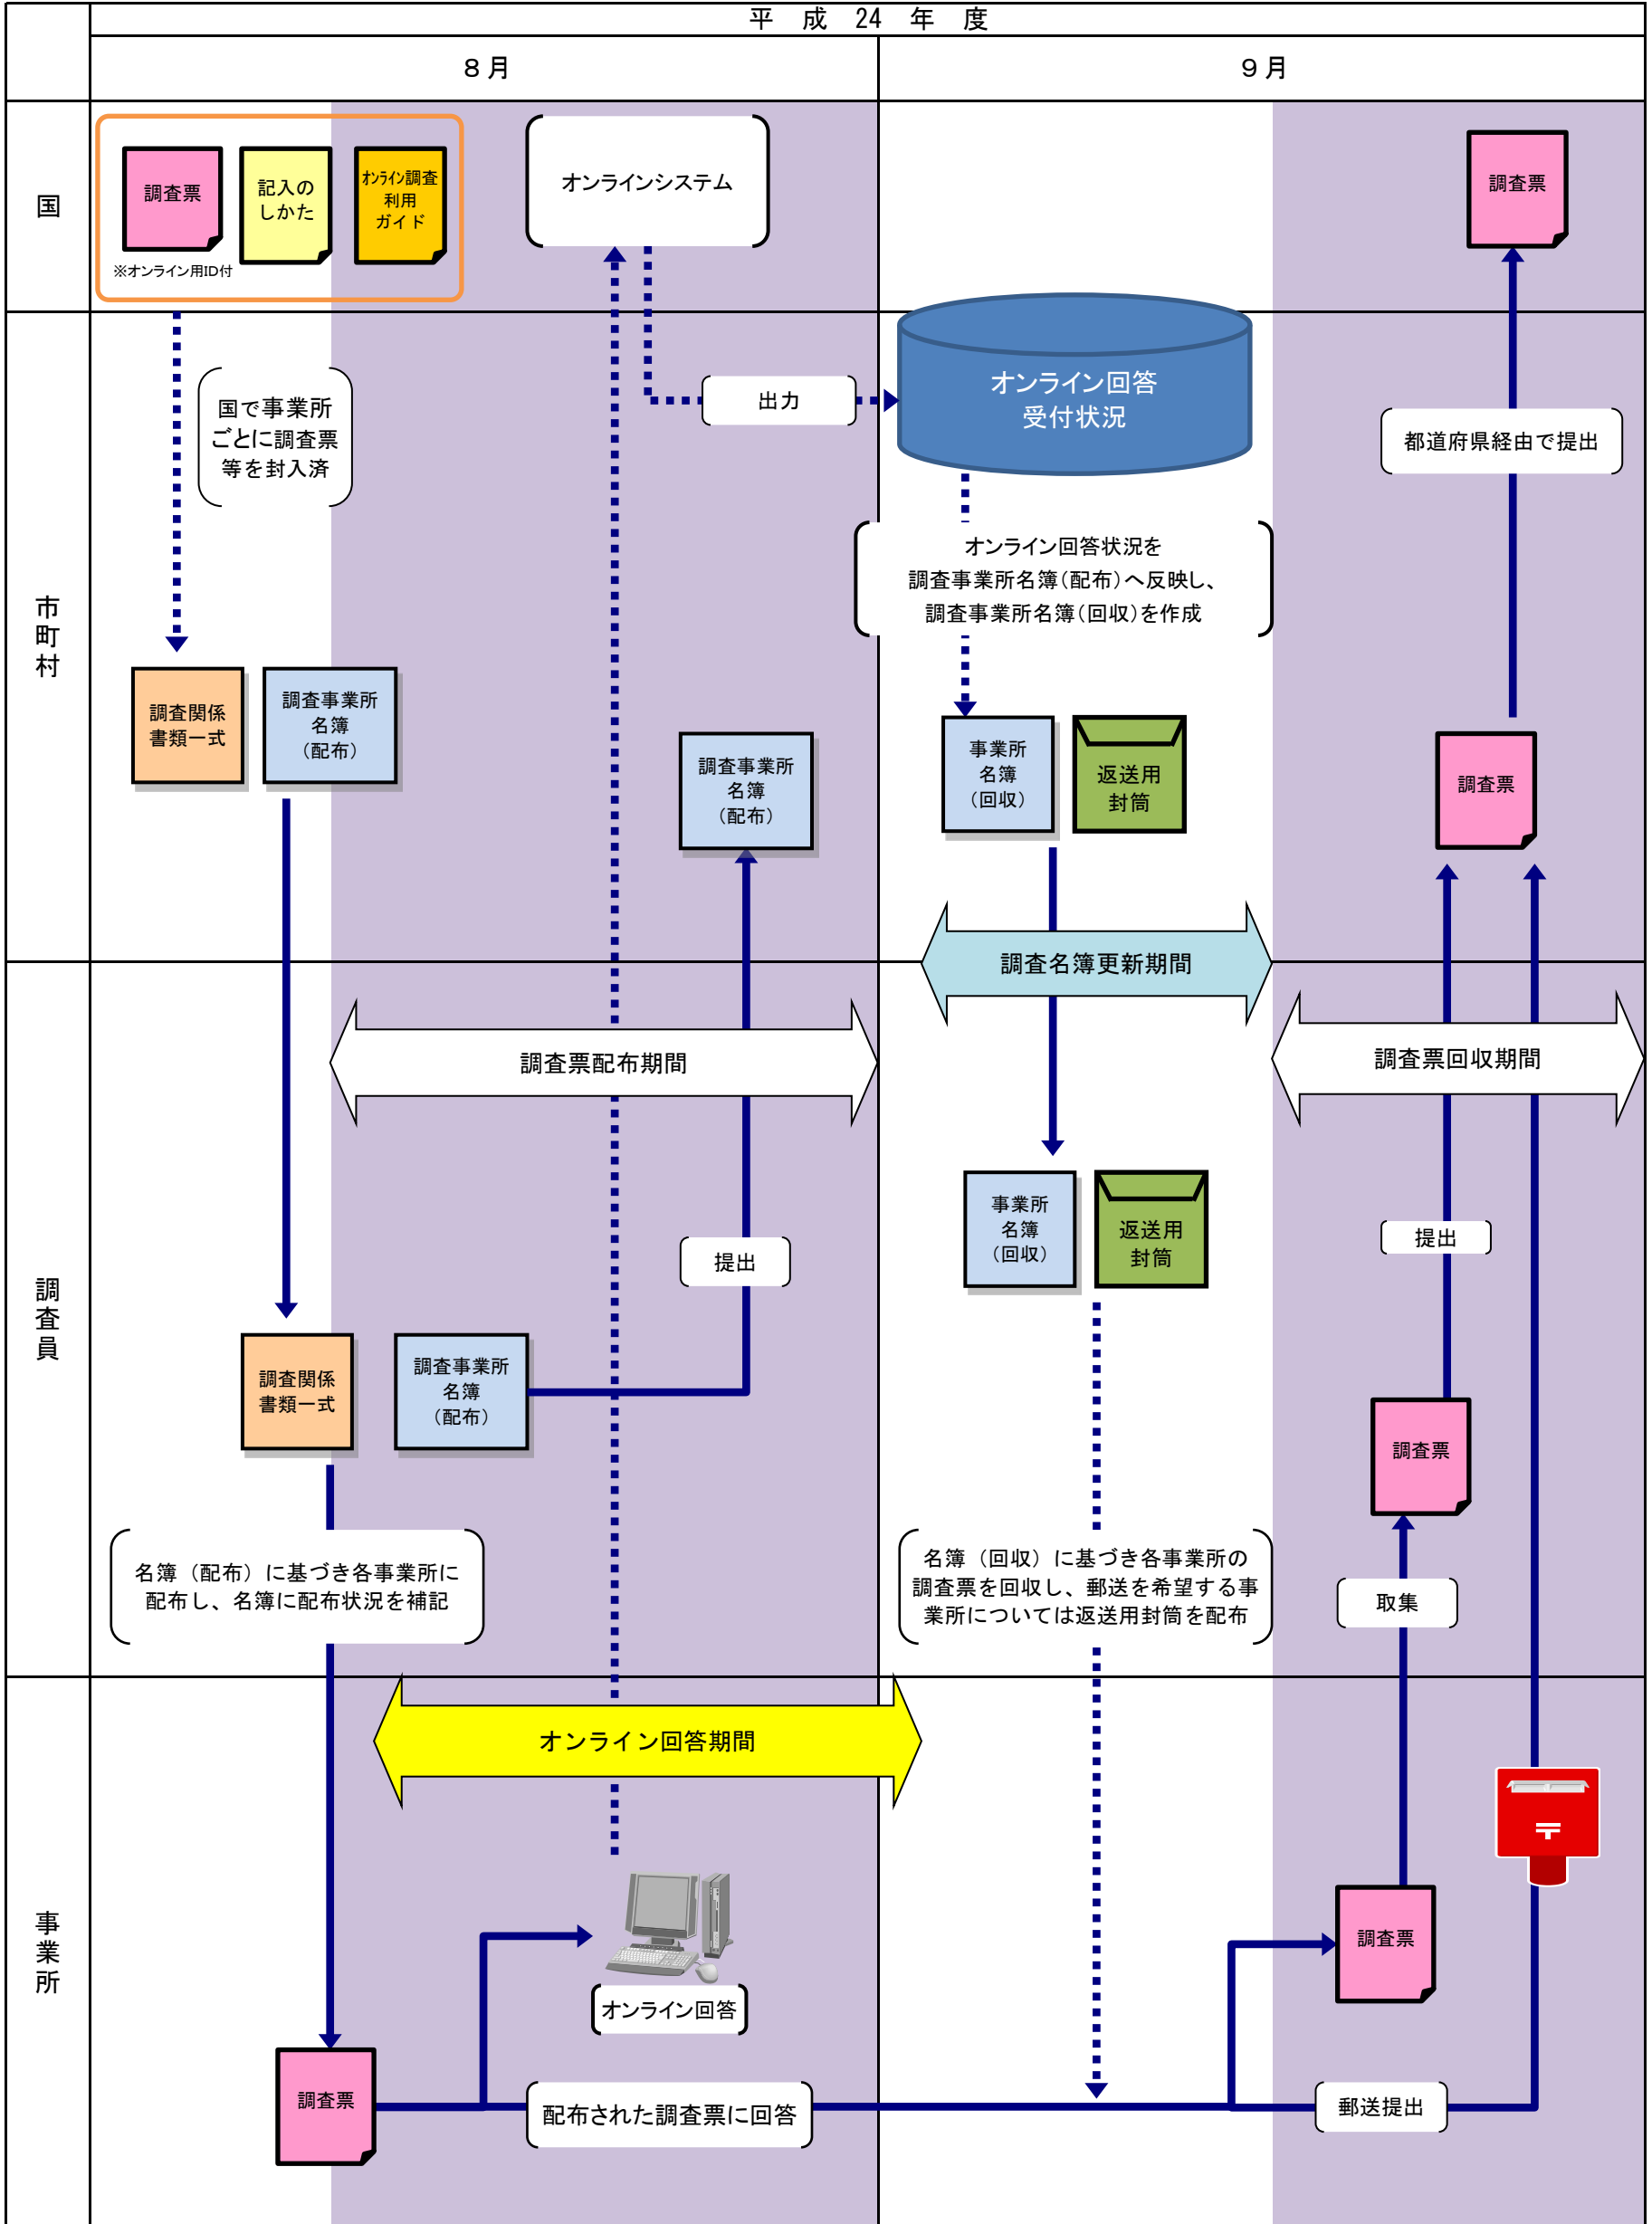 平 成 24 年 度
８月
９月
国
調査票
※オンライン用ID付
記入の
しかた
オンライン調査
利用
ガイド
オンラインシステム
調査票
市町村
国で事業所
ごとに調査票
等を封入済
出力
オンライン回答
受付状況
都道府県経由で提出
オンライン回答状況を
調査事業所名簿(配布)へ反映し、
調査事業所名簿(回収)を作成
調査関係
書類一式
調査事業所
名簿
（配布）
調査事業所
名簿
（配布）
事業所
名簿
（回収）
返送用
封筒
調査票
調査名簿更新期間
調査員
調査票配布期間
調査票回収期間
事業所
名簿
（回収）
返送用
封筒
提出
提出
調査関係
書類一式
調査事業所
名簿
（配布）
調査票
名簿（配布）に基づき各事業所に
配布し、名簿に配布状況を補記
名簿（回収）に基づき各事業所の
調査票を回収し、郵送を希望する事
業所については返送用封筒を配布
取集
事業所
オンライン回答期間
〒
調査票
オンライン回答
調査票
配布された調査票に回答
郵送提出